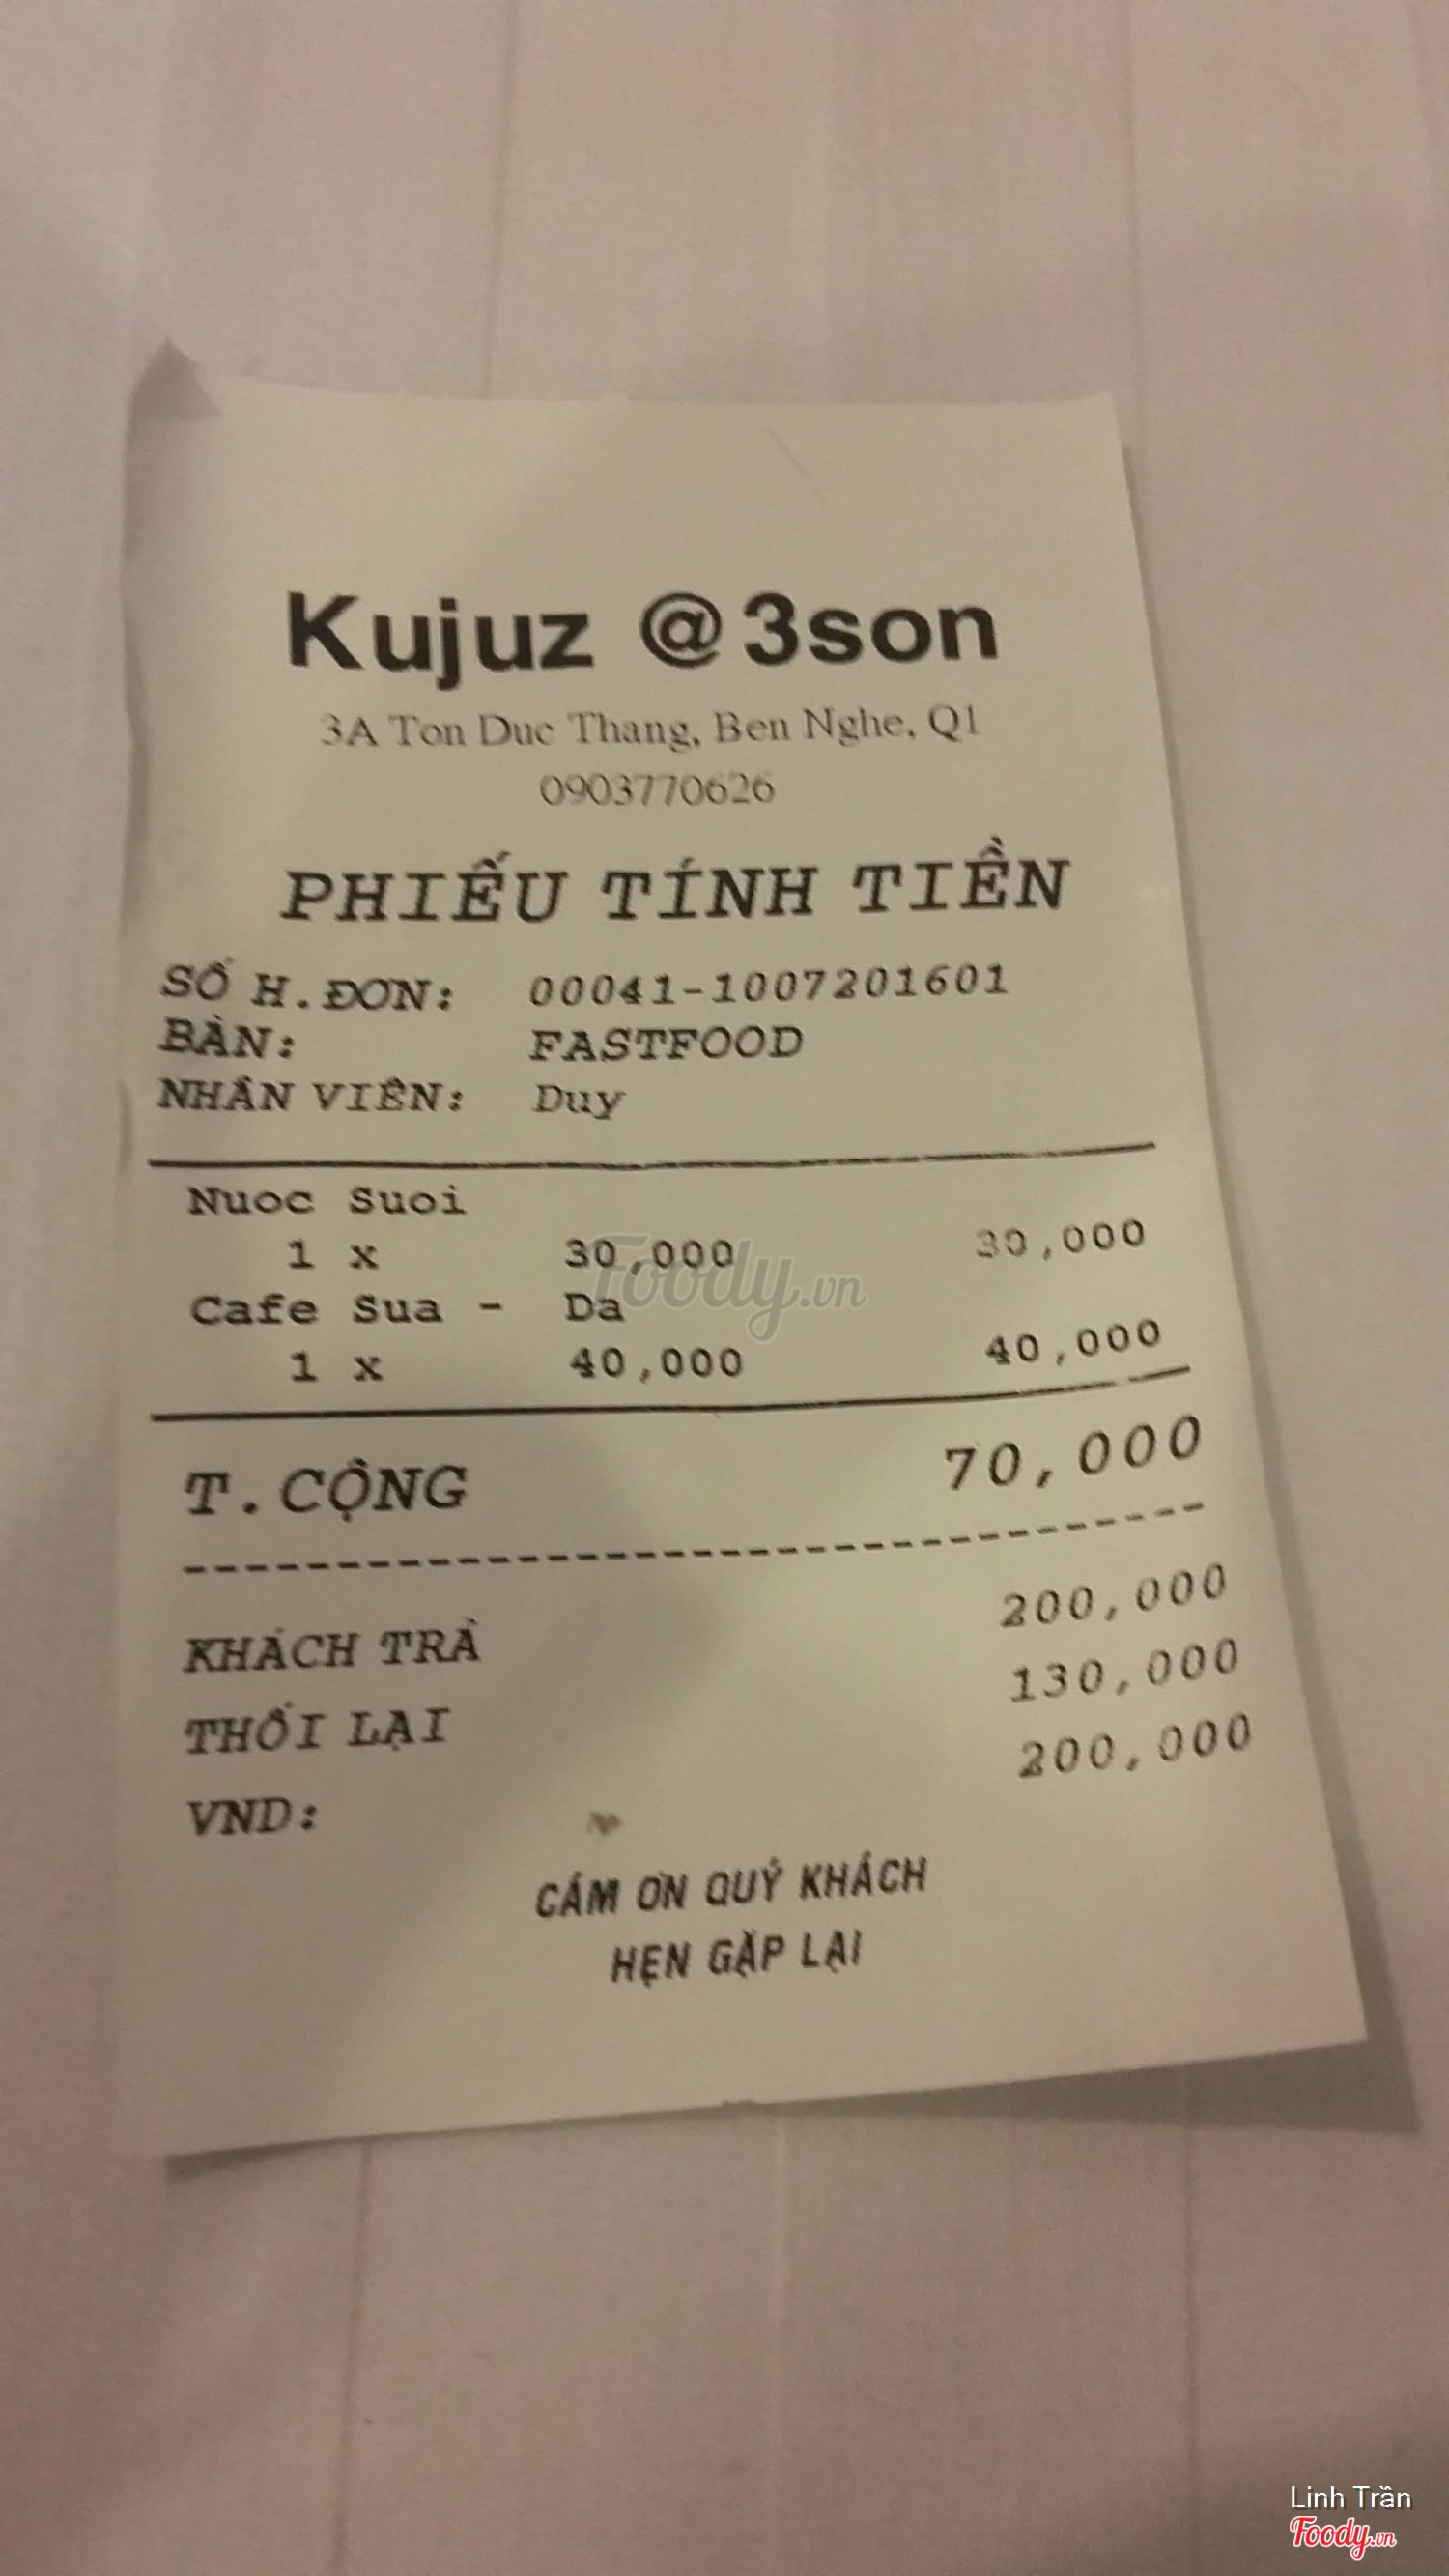 Kujuz @3son
3A Ton Duc Thang, Ben Nghe, Q1
0903770626
PHIẾU TÍNH TIỀN
SỐ H.ĐƠN: 00041-1007201601
BÀN: FASTFOOD
NHÂN VIÊN: Duy
Nuoc Suoi
1 x 30,000 30,000
Cafe Sua - Da
1 x 40,000 40,000
T.CỘNG 70,000
KHÁCH TRẢ 200,000
THỐI LẠI 130,000
VND: 200,000
CÁM ƠN QUÝ KHÁCH
HẸN GẶP LẠI
Foody.vn
Linh Trần
Foody.vn